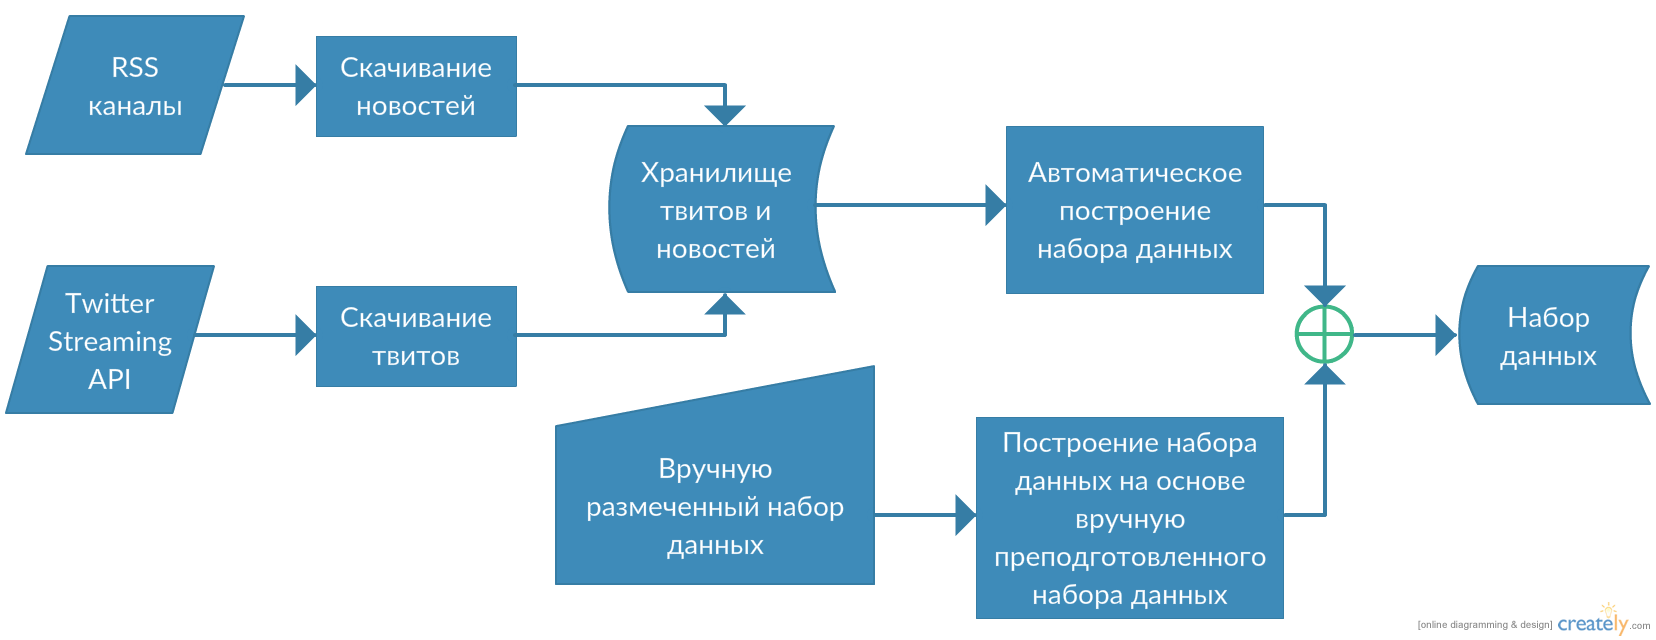 RSS
каналы
Скачивание
новостей
Хранилище
твитов и
новостей
Автоматическое
построение
набора данных
Twitter
Streaming
API
Скачивание
твитов
Набор
данных
Вручную
размеченный набор
данных
Построение набора
данных на основе
вручную
преподготовленного
набора данных
[online diagramming & design] creately.com